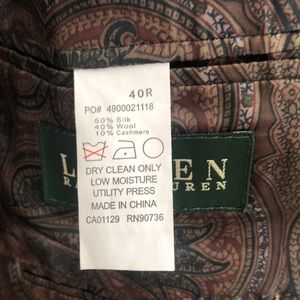 40R
PO# 4900021118
50% Silk
40% Wool
10% Cashmere
DRY CLEAN ONLY
LOW MOISTURE
UTILITY PRESS
MADE IN CHINA
CA01129 RN90736